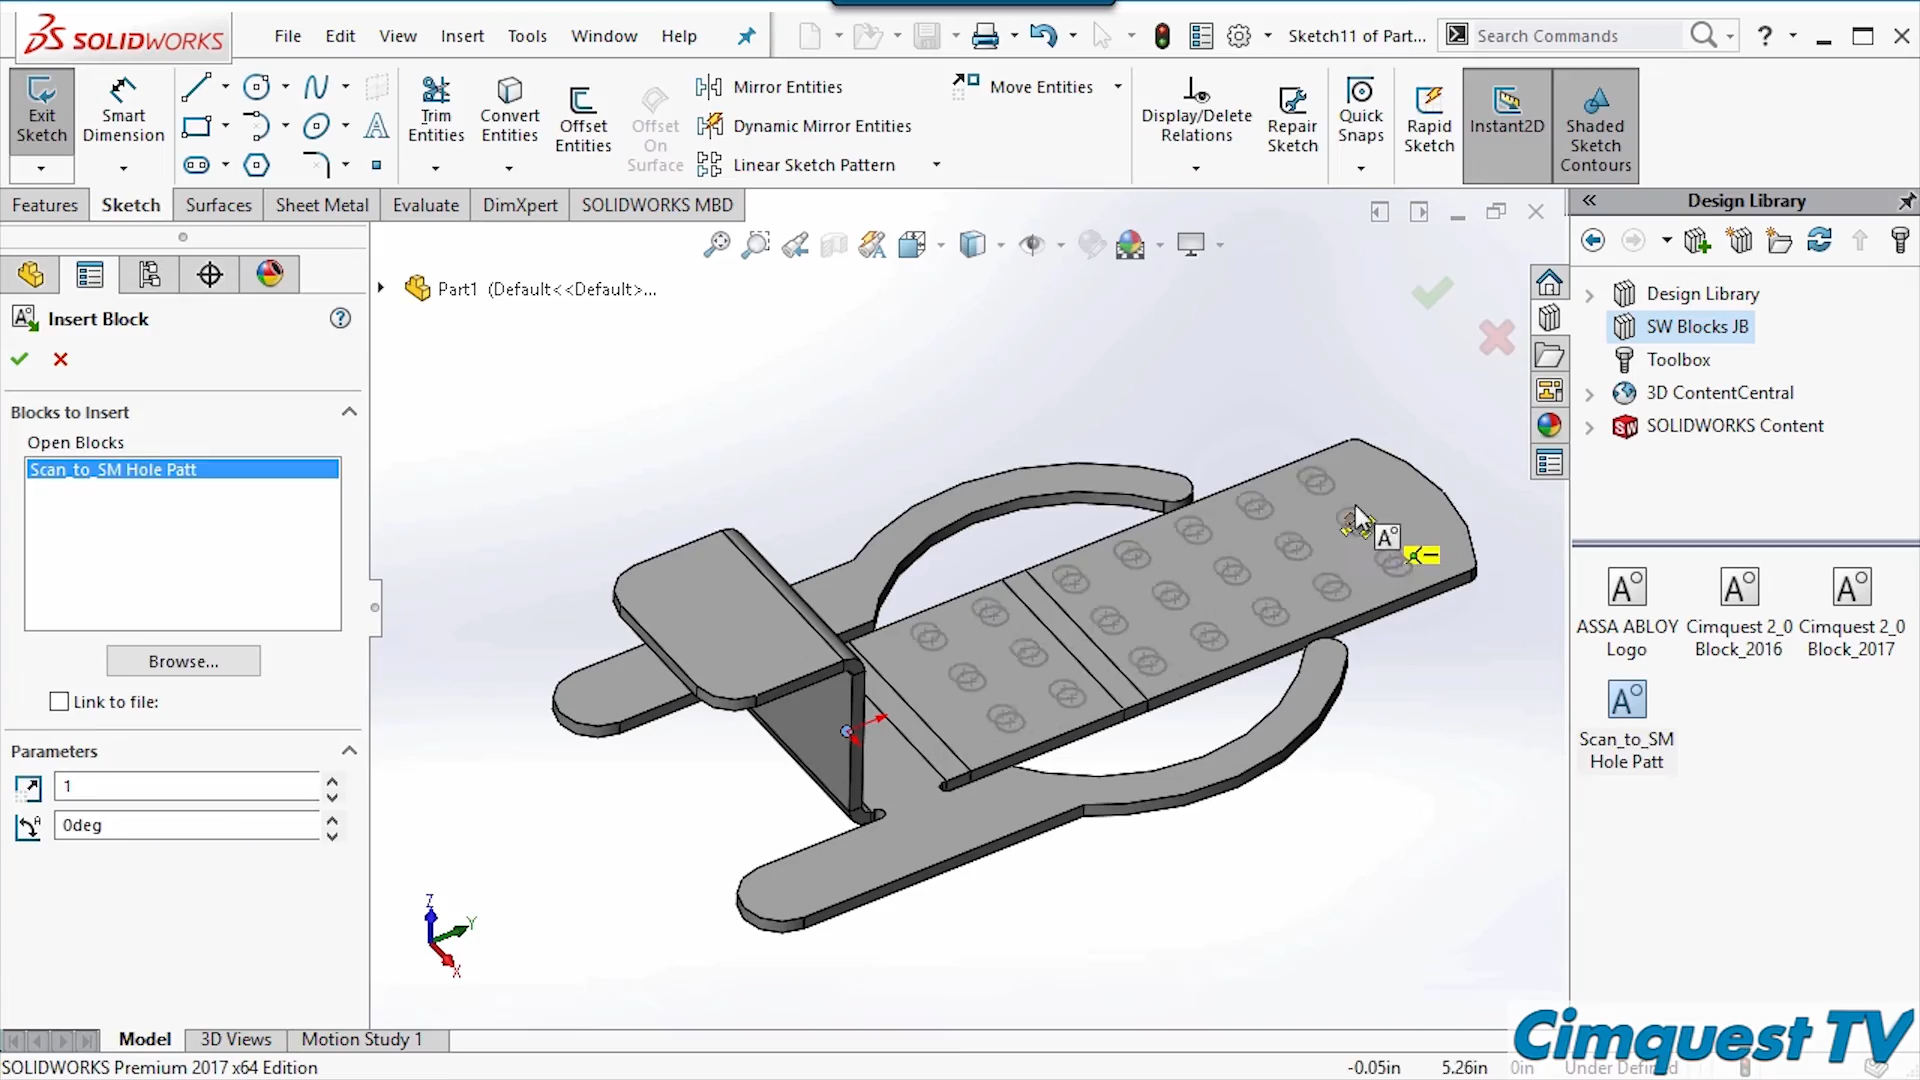 SOLIDWORKS
File Edit View Insert Tools Window Help
Sketch11 of Part...
Search Commands
?
Exit Sketch
Smart Dimension
Trim Entities
Convert Entities
Offset Entities
Offset On Surface
Mirror Entities
Dynamic Mirror Entities
Linear Sketch Pattern
Move Entities
Display/Delete Relations
Repair Sketch
Quick Snaps
Rapid Sketch
Instant2D
Shaded Sketch Contours
Features Sketch Surfaces Sheet Metal Evaluate DimXpert SOLIDWORKS MBD
Part1 (Default<<Default>...
Insert Block
?
Blocks to Insert
Open Blocks
Scan_to_SM Hole Patt
Browse...
Link to file:
Parameters
1
0deg
Z
Y
X
Design Library
Design Library
SW Blocks JB
Toolbox
3D ContentCentral
SOLIDWORKS Content
ASSA ABLOY Logo
Cimquest 2_0 Block_2016
Cimquest 2_0 Block_2017
Scan_to_SM Hole Patt
Model 3D Views Motion Study 1
SOLIDWORKS Premium 2017 x64 Edition
-0.05in 5.26in 0in Under Defined
Cimquest TV